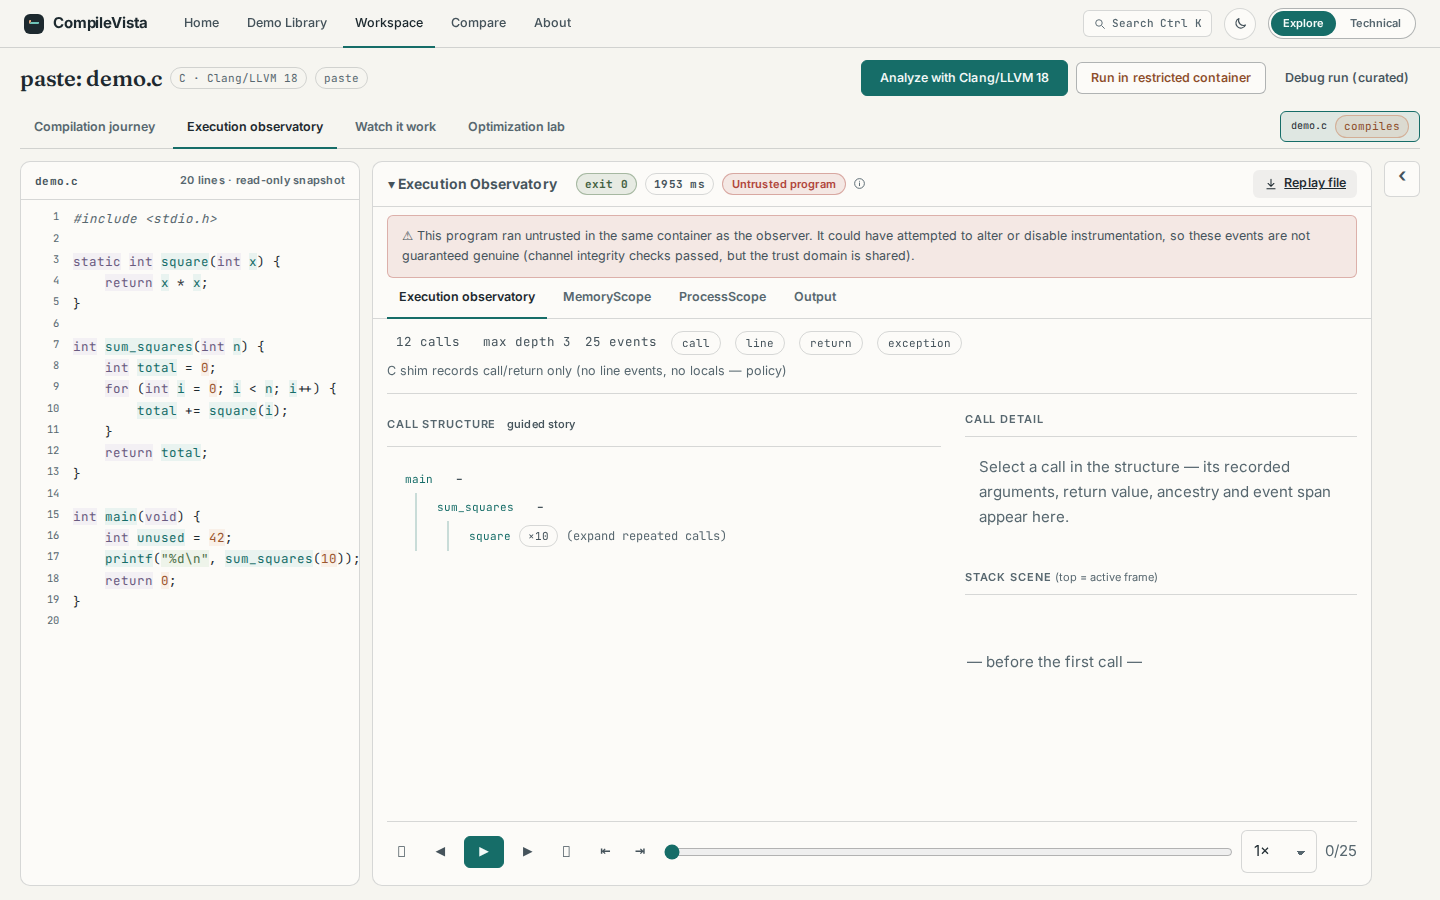 CompileVista
Home
Demo Library
Workspace
Compare
About
Search Ctrl K
Explore
Technical
paste: demo.c
C · Clang/LLVM 18
paste
Analyze with Clang/LLVM 18
Run in restricted container
Debug run (curated)
Compilation journey
Execution observatory
Watch it work
Optimization lab
demo.c
compiles
demo.c
20 lines · read-only snapshot
1 #include <stdio.h>
2
3 static int square(int x) {
4     return x * x;
5 }
6
7 int sum_squares(int n) {
8     int total = 0;
9     for (int i = 0; i < n; i++) {
10         total += square(i);
11     }
12     return total;
13 }
14
15 int main(void) {
16     int unused = 42;
17     printf("%d\n", sum_squares(10));
18     return 0;
19 }
20
▾ Execution Observatory
exit 0
1953 ms
Untrusted program
Replay file
⚠ This program ran untrusted in the same container as the observer. It could have attempted to alter or disable instrumentation, so these events are not
guaranteed genuine (channel integrity checks passed, but the trust domain is shared).
Execution observatory
MemoryScope
ProcessScope
Output
12 calls
max depth 3
25 events
call
line
return
exception
C shim records call/return only (no line events, no locals — policy)
CALL STRUCTURE guided story
main –
sum_squares –
square ×10 (expand repeated calls)
CALL DETAIL
Select a call in the structure — its recorded
arguments, return value, ancestry and event span
appear here.
STACK SCENE (top = active frame)
— before the first call —
1×
0/25